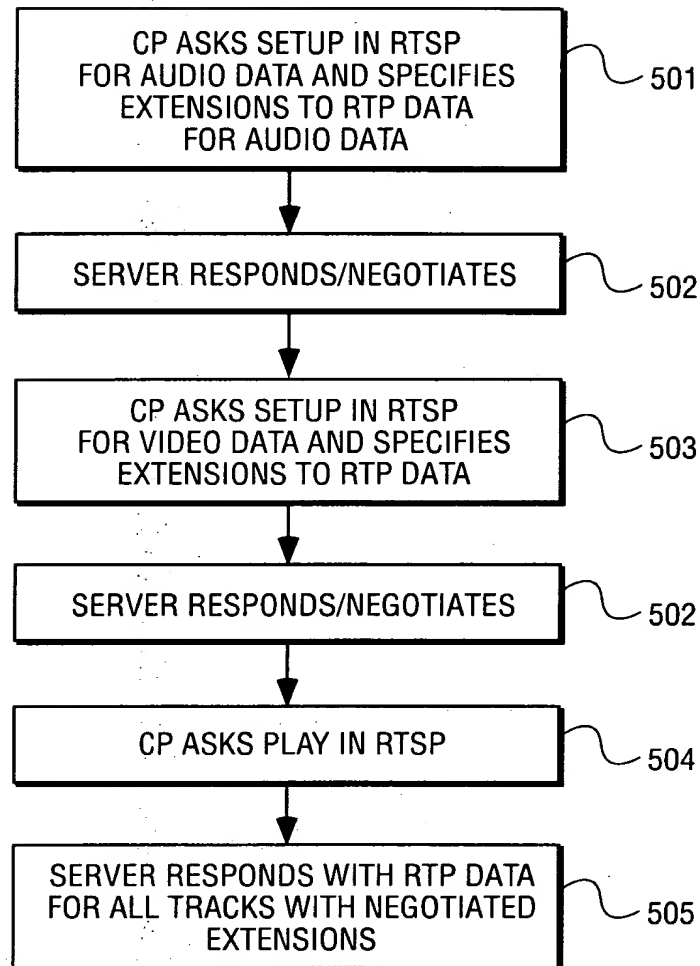 CP ASKS SETUP IN RTSP
FOR AUDIO DATA AND SPECIFIES
EXTENSIONS TO RTP DATA
FOR AUDIO DATA
501
SERVER RESPONDS/NEGOTIATES
502
CP ASKS SETUP IN RTSP
FOR VIDEO DATA AND SPECIFIES
EXTENSIONS TO RTP DATA
503
SERVER RESPONDS/NEGOTIATES
502
CP ASKS PLAY IN RTSP
504
SERVER RESPONDS WITH RTP DATA
FOR ALL TRACKS WITH NEGOTIATED
EXTENSIONS
505